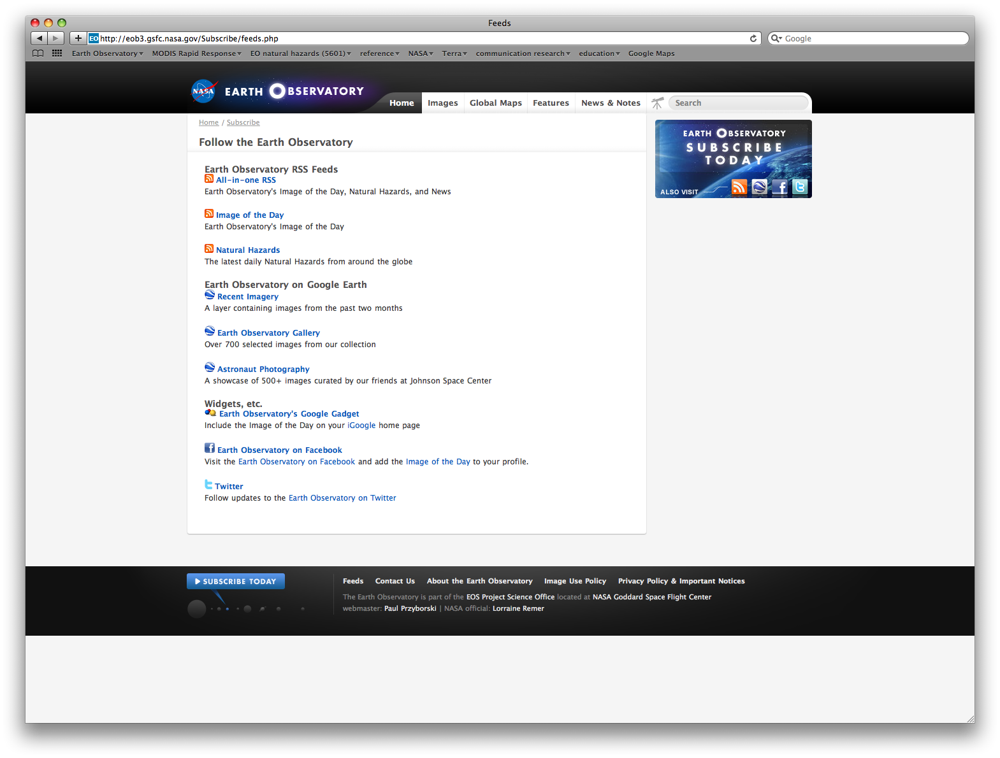 Feeds
EO http://eob3.gsfc.nasa.gov/Subscribe/feeds.php
Google
Earth Observatory MODIS Rapid Response EO natural hazards (5601) reference NASA Terra communication research education Google Maps
NASA EARTH OBSERVATORY
Home Images Global Maps Features News & Notes Search
Home / Subscribe
Follow the Earth Observatory
Earth Observatory RSS Feeds
All-in-one RSS
Earth Observatory's Image of the Day, Natural Hazards, and News
Image of the Day
Earth Observatory's Image of the Day
Natural Hazards
The latest daily Natural Hazards from around the globe
Earth Observatory on Google Earth
Recent Imagery
A layer containing images from the past two months
Earth Observatory Gallery
Over 700 selected images from our collection
Astronaut Photography
A showcase of 500+ images curated by our friends at Johnson Space Center
Widgets, etc.
Earth Observatory's Google Gadget
Include the Image of the Day on your iGoogle home page
Earth Observatory on Facebook
Visit the Earth Observatory on Facebook and add the Image of the Day to your profile.
Twitter
Follow updates to the Earth Observatory on Twitter
EARTH OBSERVATORY
SUBSCRIBE
TODAY
ALSO VISIT
SUBSCRIBE TODAY
Feeds Contact Us About the Earth Observatory Image Use Policy Privacy Policy & Important Notices
The Earth Observatory is part of the EOS Project Science Office located at NASA Goddard Space Flight Center
webmaster: Paul Przyborski | NASA official: Lorraine Remer